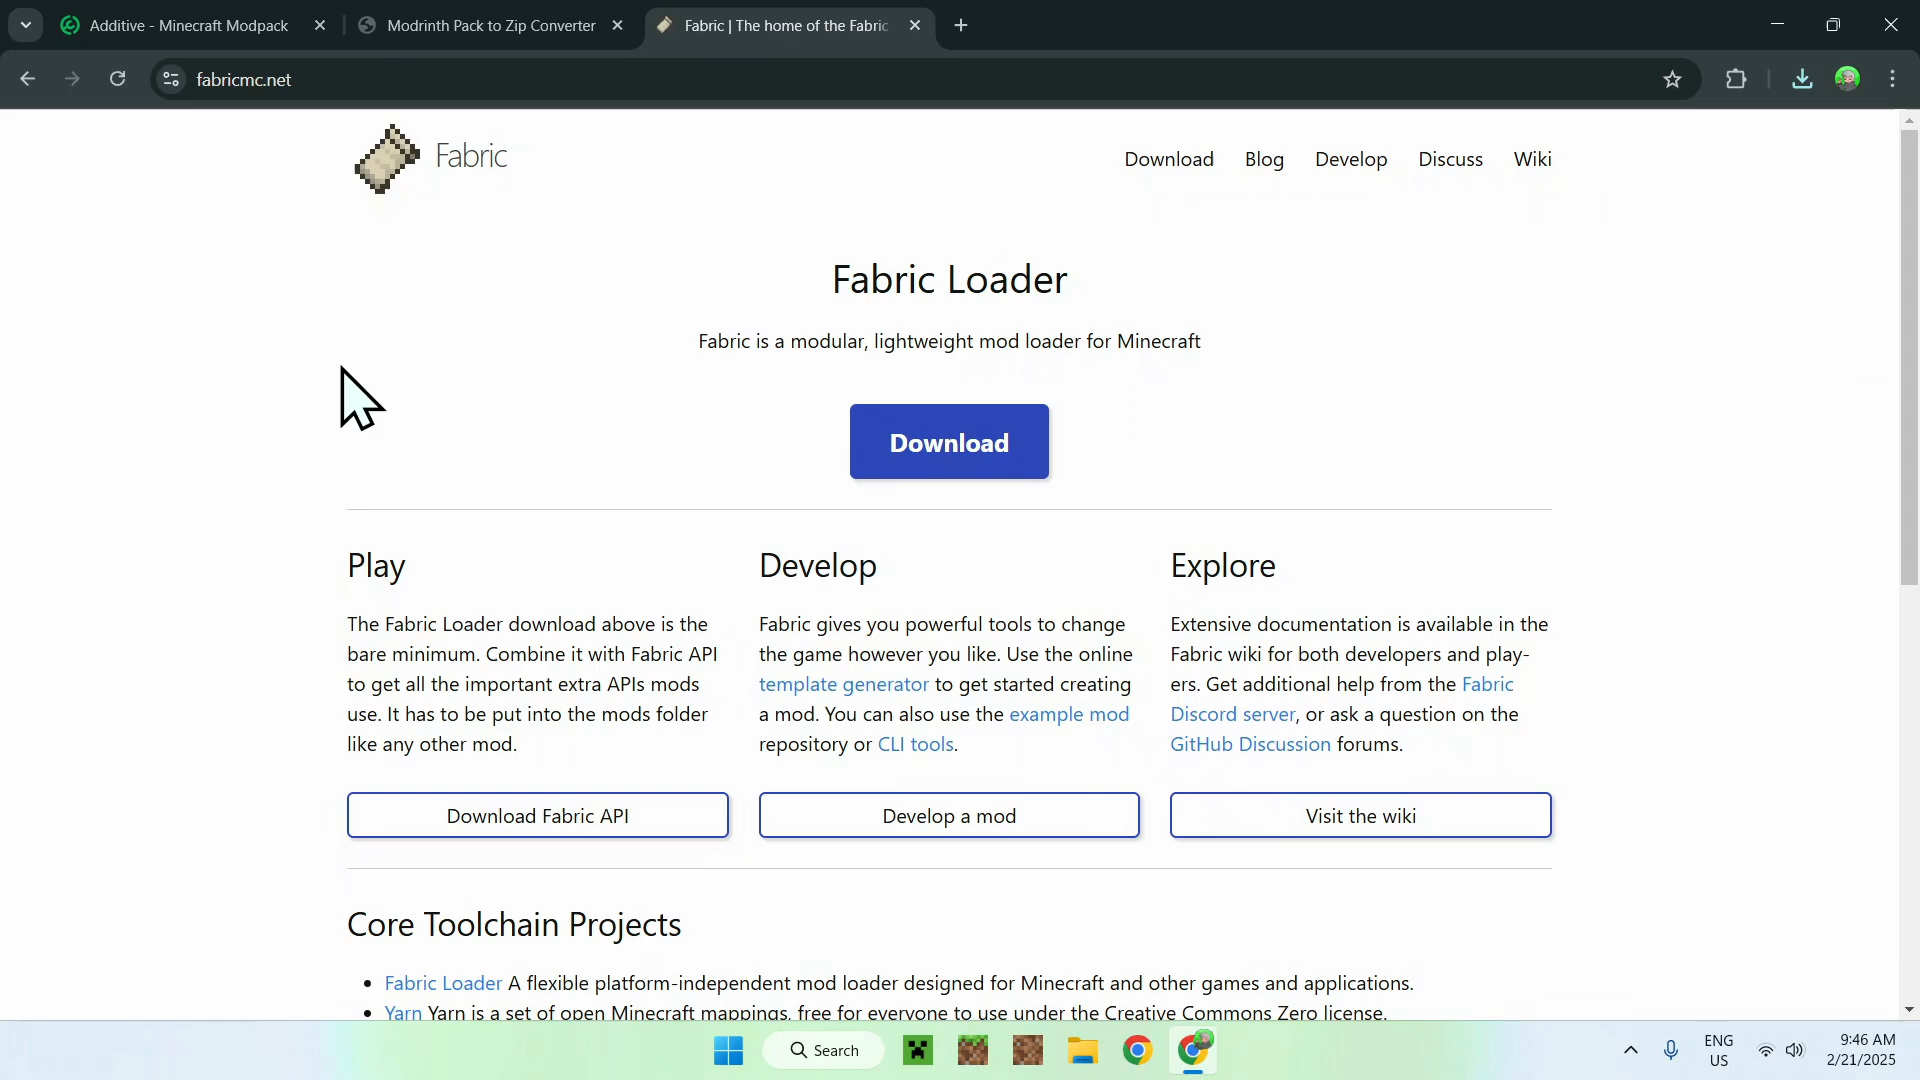 Additive - Minecraft Modpack
Modrinth Pack to Zip Converter
Fabric | The home of the Fabric
fabricmc.net
Fabric
Download
Blog
Develop
Discuss
Wiki
Fabric Loader
Fabric is a modular, lightweight mod loader for Minecraft
Download
Play
The Fabric Loader download above is the
bare minimum. Combine it with Fabric API
to get all the important extra APIs mods
use. It has to be put into the mods folder
like any other mod.
Download Fabric API
Develop
Fabric gives you powerful tools to change
the game however you like. Use the online
template generator to get started creating
a mod. You can also use the example mod
repository or CLI tools.
Develop a mod
Explore
Extensive documentation is available in the
Fabric wiki for both developers and play-
ers. Get additional help from the Fabric
Discord server, or ask a question on the
GitHub Discussion forums.
Visit the wiki
Core Toolchain Projects
Fabric Loader A flexible platform-independent mod loader designed for Minecraft and other games and applications.
Yarn Yarn is a set of open Minecraft mappings, free for everyone to use under the Creative Commons Zero license.
Search
ENG
US
9:46 AM
2/21/2025